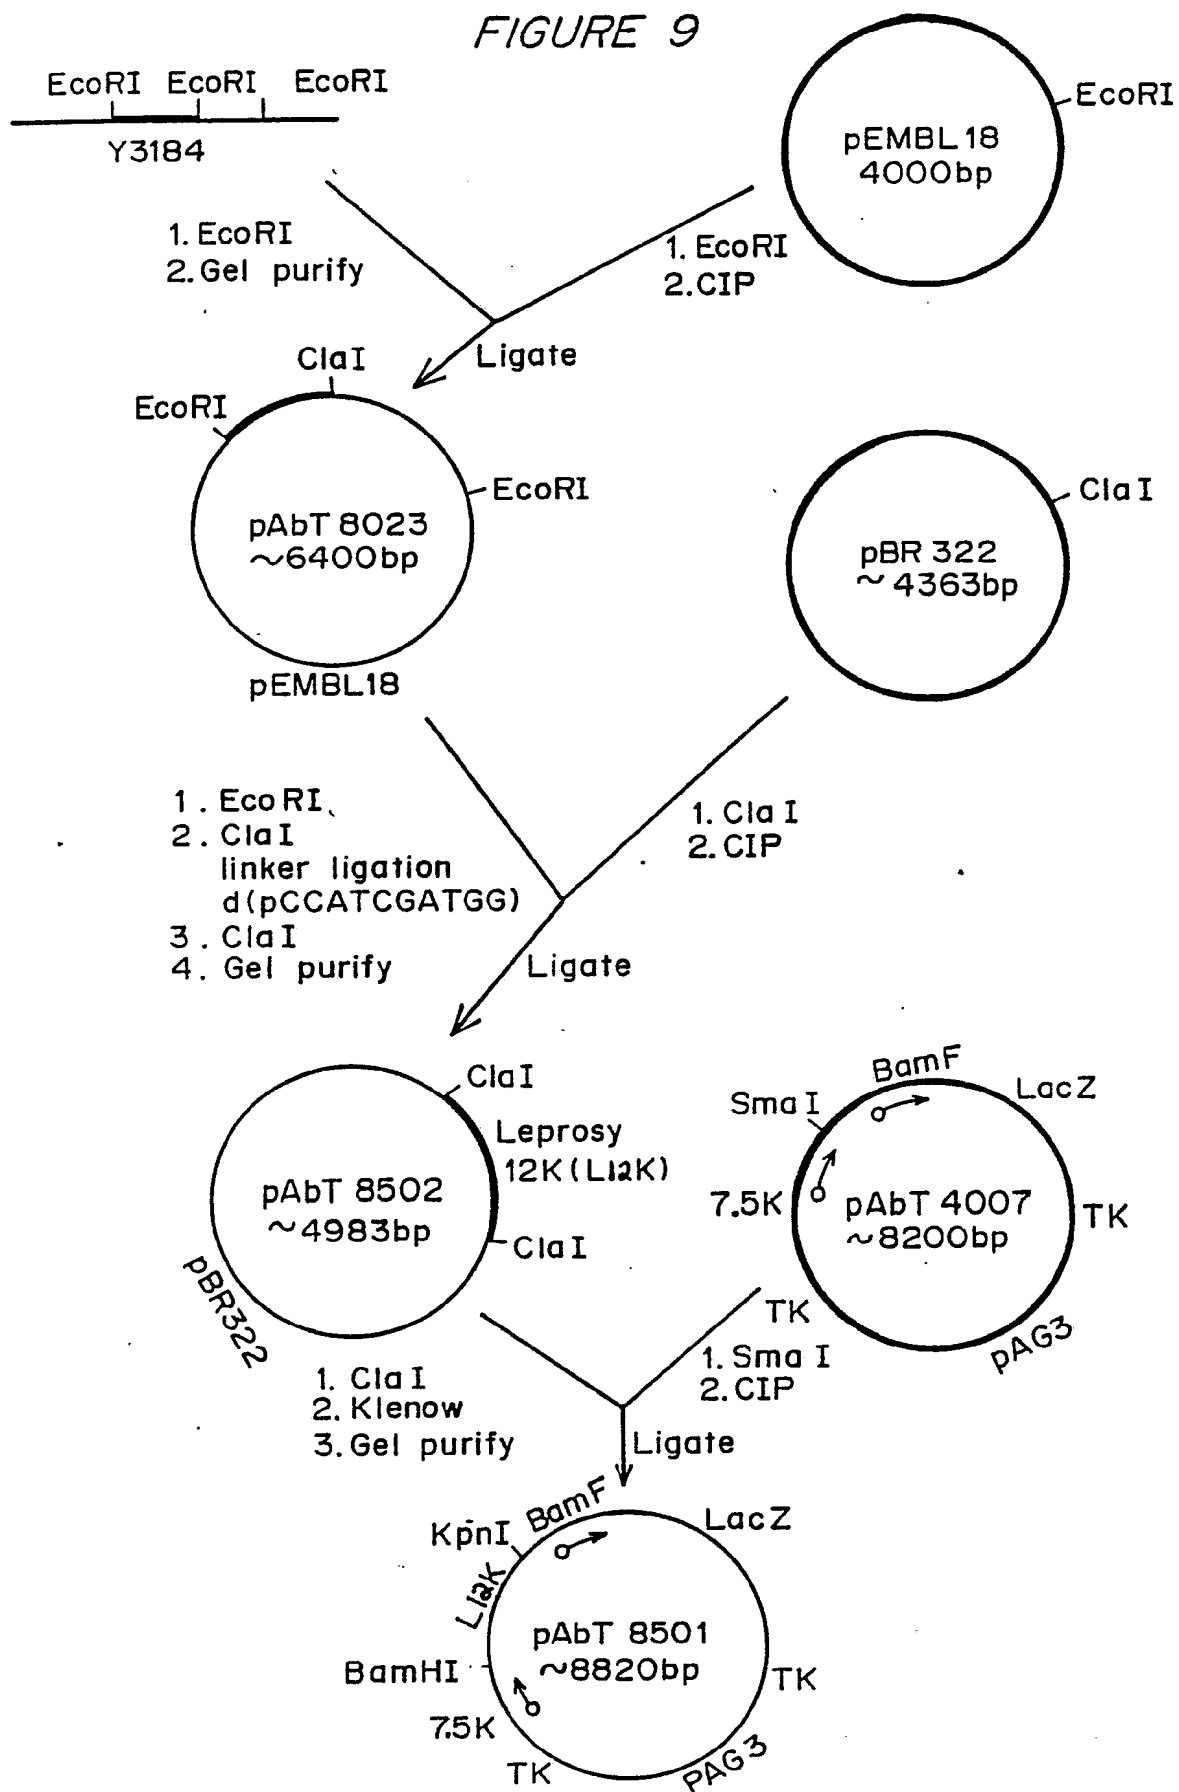 FIGURE 9
EcoRI EcoRI EcoRI
Y3184
EcoRI
pEMBL18
4000bp
1. EcoRI
2. Gel purify
1. EcoRI
2. CIP
Ligate
ClaI
EcoRI
EcoRI
pAbT 8023
~6400bp
pEMBL18
ClaI
pBR 322
~ 4363bp
1. EcoRI
2. ClaI
linker ligation
d(pCCATCGATGG)
3. ClaI
4. Gel purify
1. ClaI
2. CIP
Ligate
ClaI
Leprosy
12K (L12K)
ClaI
pAbT 8502
~4983bp
pBR322
BamF
SmaI
LacZ
7.5K
pAbT 4007
~8200bp
TK
TK
pAG3
1. ClaI
2. Klenow
3. Gel purify
1. SmaI
2. CIP
Ligate
BamF
KpnI
LacZ
L12K
pAbT 8501
~8820bp
BamHI
TK
7.5K
TK
PAG3